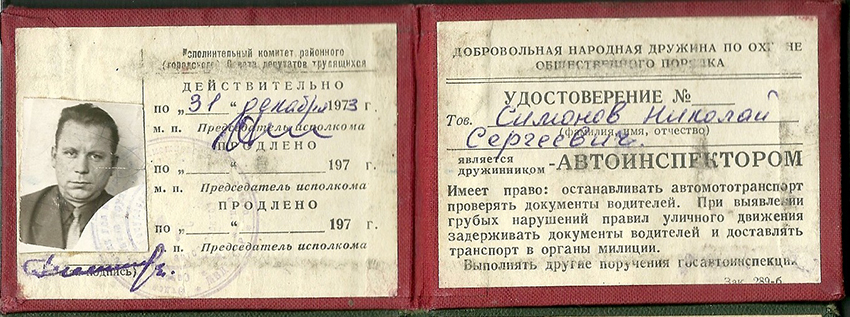 Исполнительный комитет районного
(городского) Совета депутатов трудящихся
ДЕЙСТВИТЕЛЬНО
по „31“ декабря 1973 г.
м. п. Председатель исполкома
ПРОДЛЕНО
по „ “ 197 г.
м. п. Председатель исполкома
ПРОДЛЕНО
по „ “ 197 г.
м. п. Председатель исполкома
(подпись)
ДОБРОВОЛЬНАЯ НАРОДНАЯ ДРУЖИНА ПО ОХРАНЕ
ОБЩЕСТВЕННОГО ПОРЯДКА
УДОСТОВЕРЕНИЕ №
Тов. Симонов Николай
Сергеевич.
(фамилия, имя, отчество)
является
дружинником -АВТОИНСПЕКТОРОМ
Имеет право: останавливать автомототранспорт
проверять документы водителей. При выявлении
грубых нарушений правил уличного движения
задерживать документы водителей и доставлять
транспорт в органы милиции.
Выполнять другие поручения госавтоинспекции
Зак. 289-б